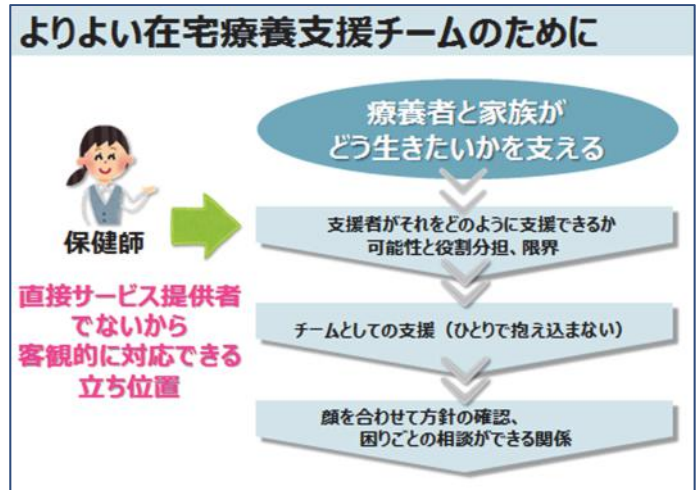 よりよい在宅療養支援チームのために
療養者と家族が
どう生きたいかを支える
保健師
直接サービス提供者
でないから
客観的に対応できる
立ち位置
支援者がそれをどのように支援できるか
可能性と役割分担、限界
チームとしての支援（ひとりで抱え込まない）
顔を合わせて方針の確認、
困りごとの相談ができる関係